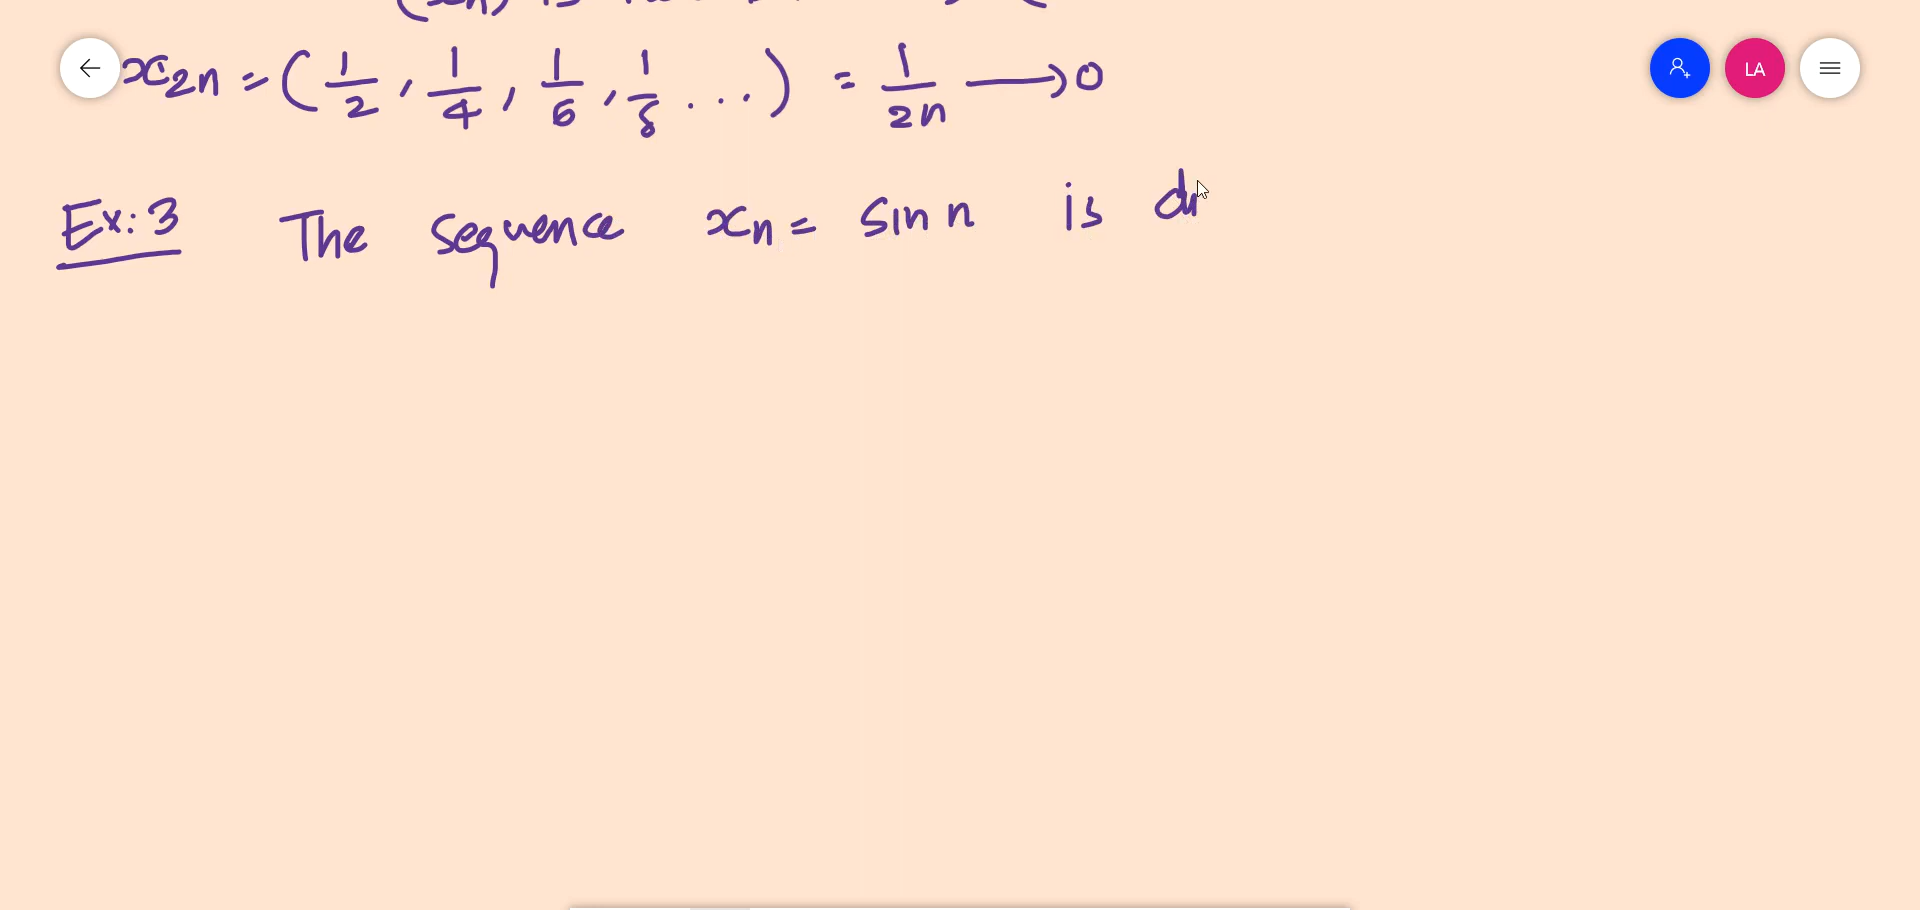 x2n = (1/2, 1/4, 1/6, 1/8 ...) = 1/2n → 0
LA
Ex: 3 The sequence xn = sin n is di